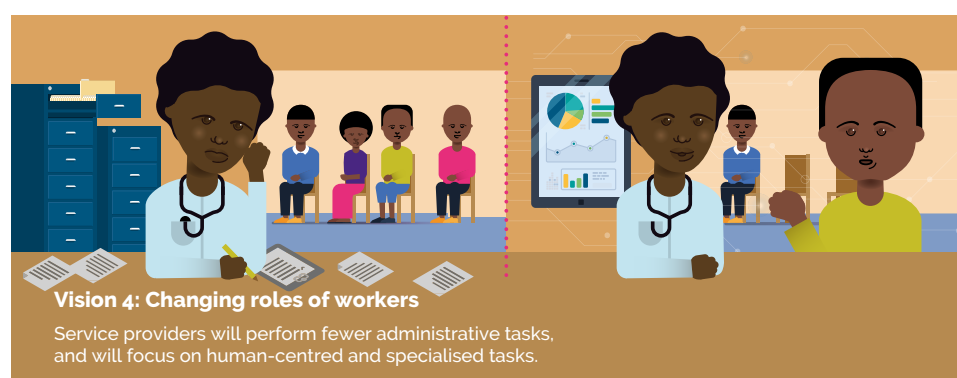 Vision 4: Changing roles of workers
Service providers will perform fewer administrative tasks,
and will focus on human-centred and specialised tasks.